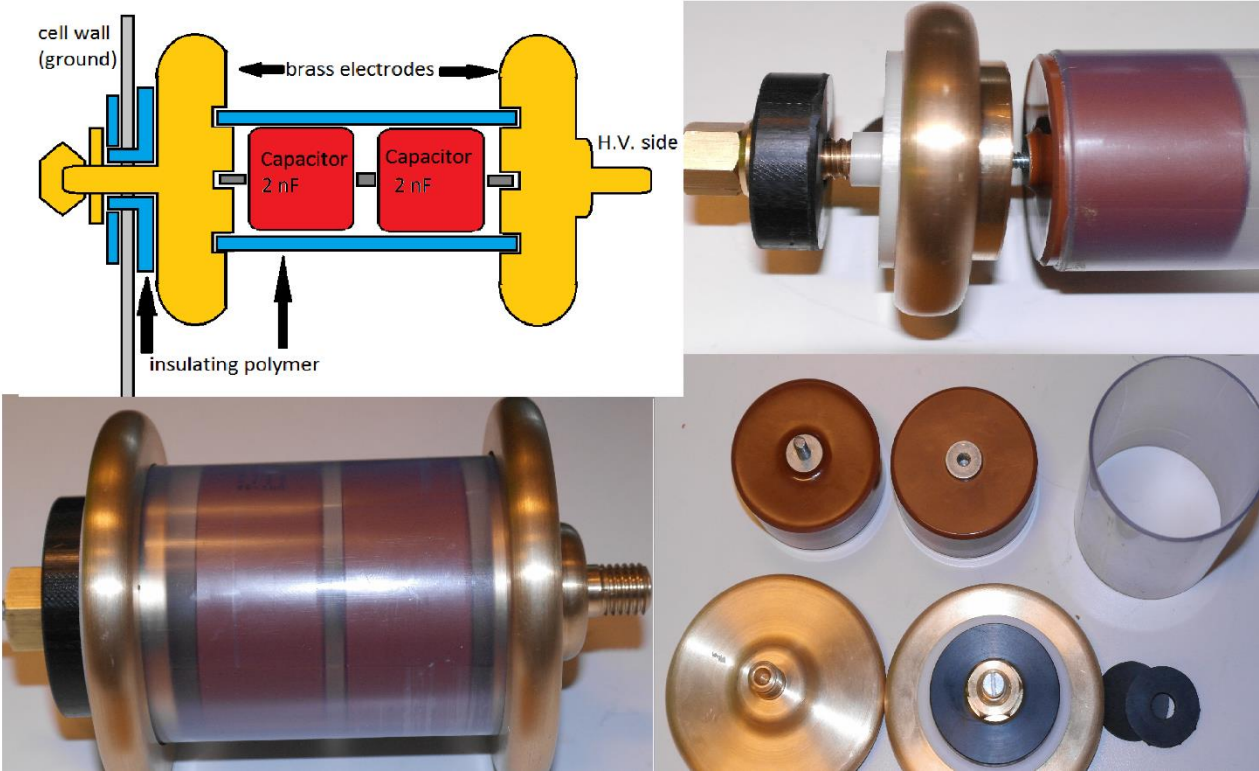 cell wall
(ground)
brass electrodes
H.V. side
Capacitor
2 nF
Capacitor
2 nF
insulating polymer